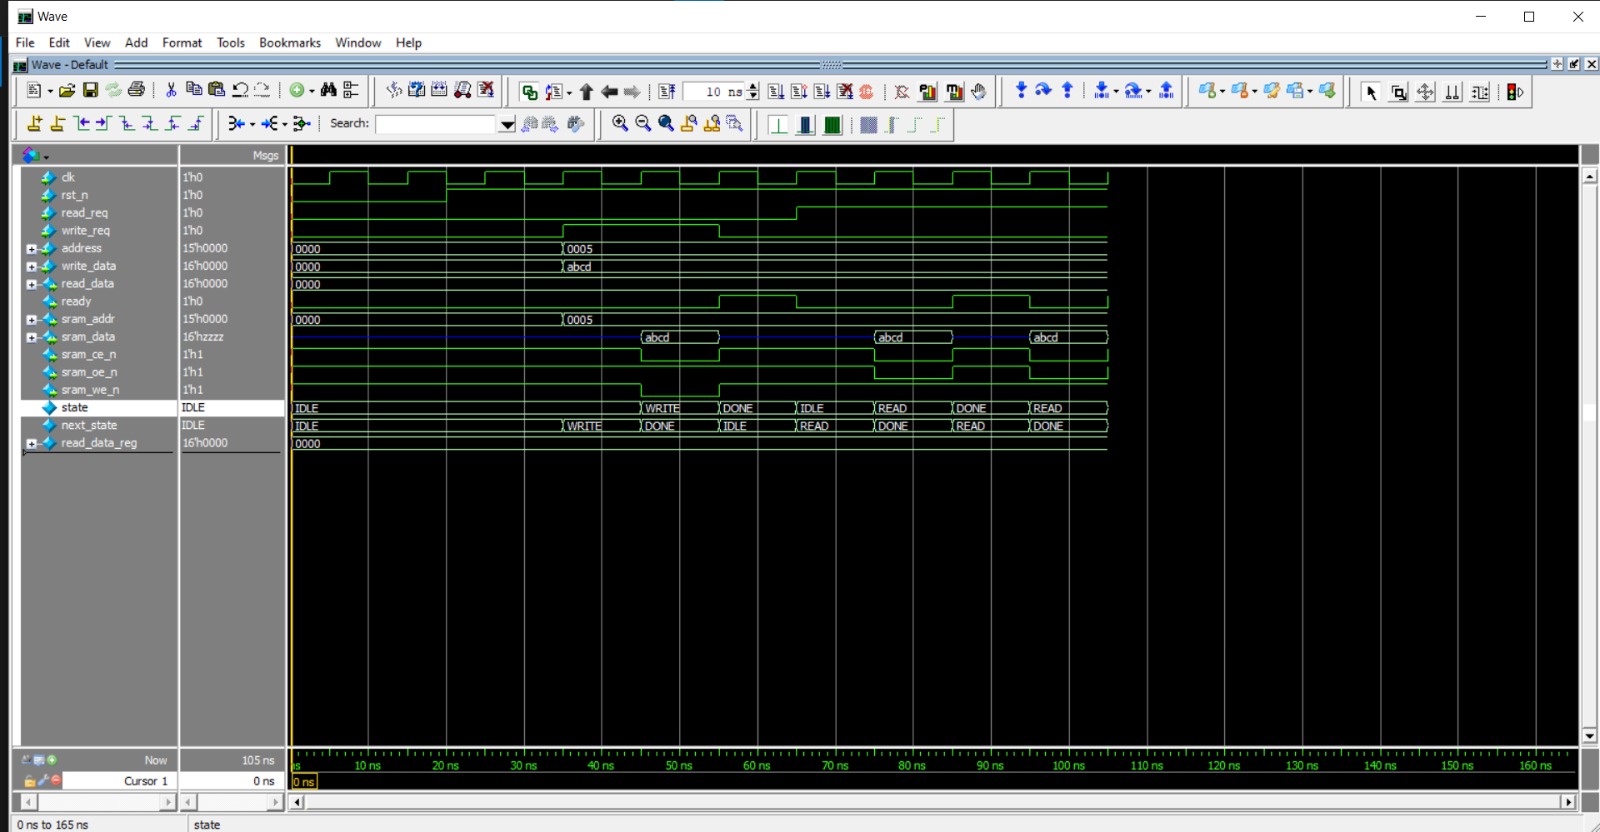 Wave
File Edit View Add Format Tools Bookmarks Window Help
Wave - Default
10 ns
Search:
Msgs
clk 1'h0
rst_n 1'h0
read_req 1'h0
write_req 1'h0
address 15'h0000 0000 0005
write_data 16'h0000 0000 abcd
read_data 16'h0000 0000
ready 1'h0
sram_addr 15'h0000 0000 0005
sram_data 16'hzzzz abcd abcd abcd
sram_ce_n 1'h1
sram_oe_n 1'h1
sram_we_n 1'h1
state IDLE IDLE WRITE DONE IDLE READ DONE READ
next_state IDLE IDLE WRITE DONE IDLE READ DONE READ DONE
read_data_reg 16'h0000 0000
Now 105 ns ns 10 ns 20 ns 30 ns 40 ns 50 ns 60 ns 70 ns 80 ns 90 ns 100 ns 110 ns 120 ns 130 ns 140 ns 150 ns 160 ns
Cursor 1 0 ns 0 ns
0 ns to 165 ns state